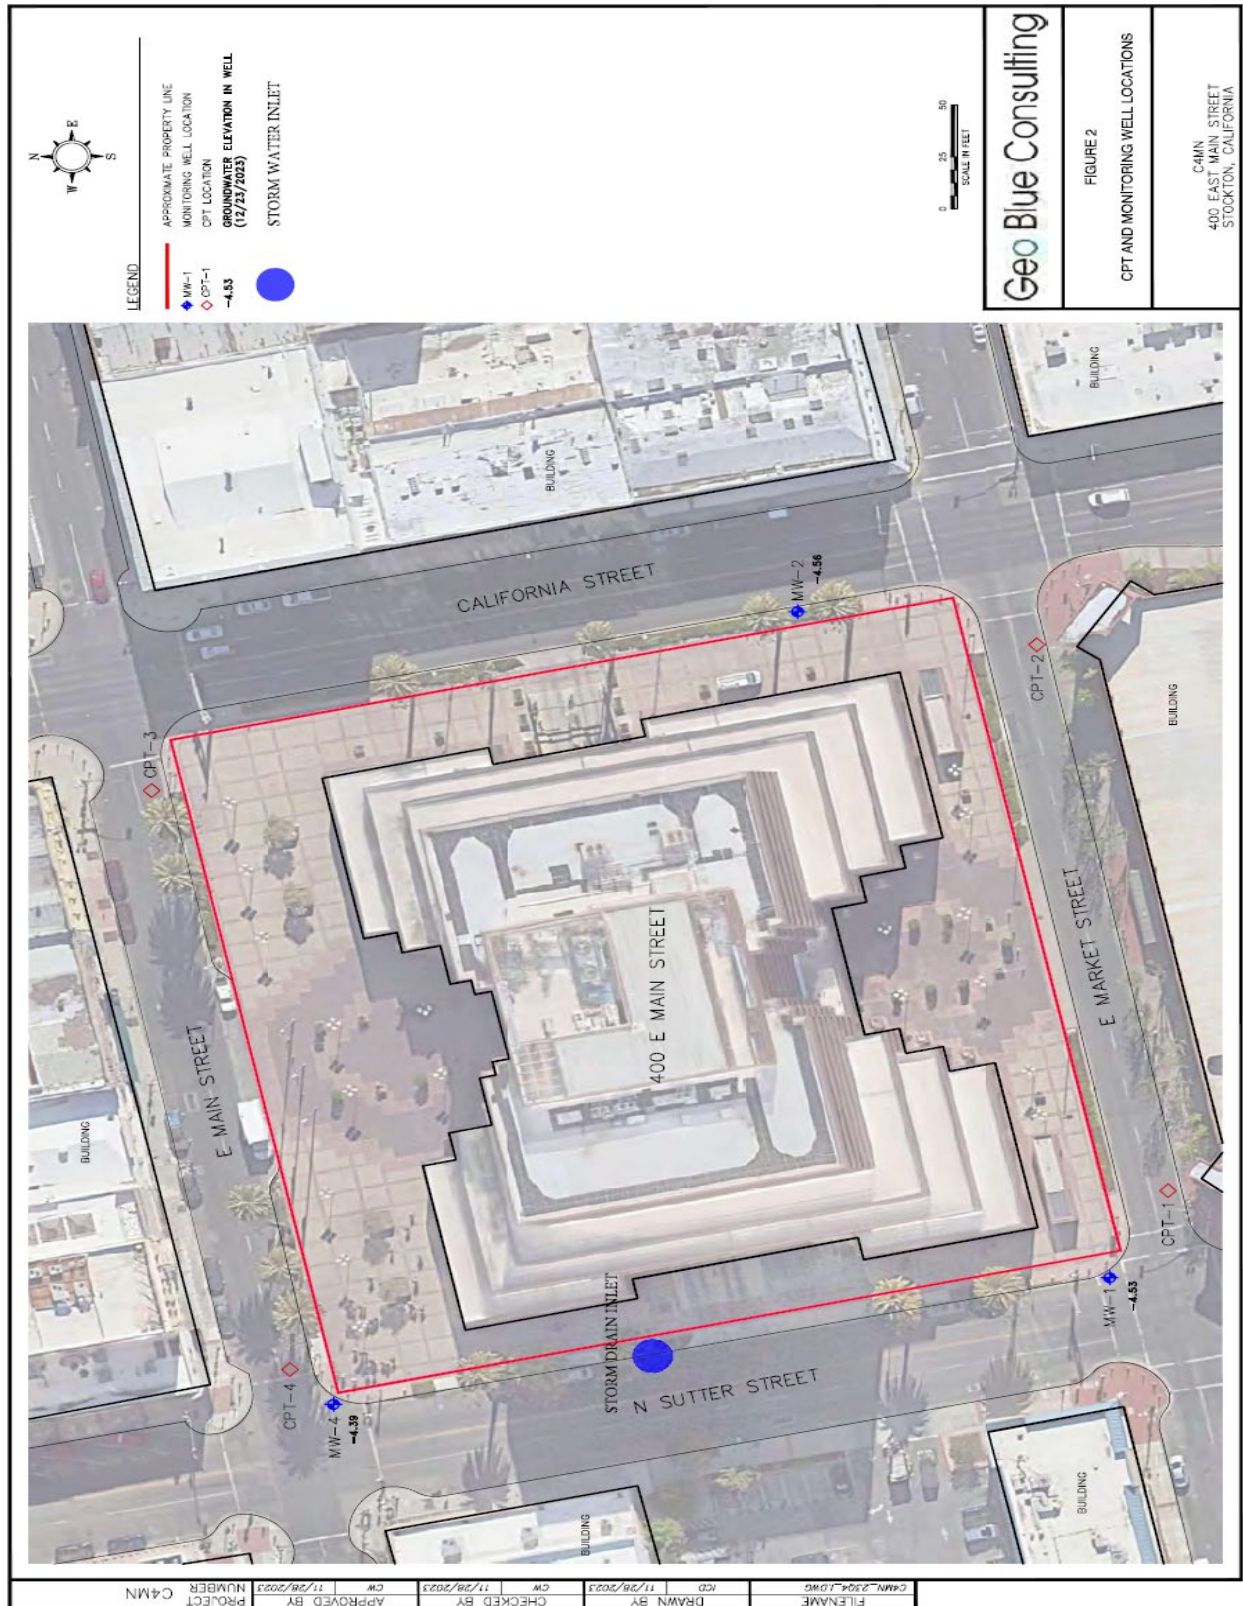 N
W E
S
LEGEND
APPROXIMATE PROPERTY LINE
MW-1 MONITORING WELL LOCATION
CPT-1 CPT LOCATION
-4.53 GROUNDWATER ELEVATION IN WELL
(12/23/2023)
STORM WATER INLET
0 25 50
SCALE IN FEET
Geo Blue Consulting
FIGURE 2
CPT AND MONITORING WELL LOCATIONS
C4MN
400 EAST MAIN STREET
STOCKTON, CALIFORNIA
BUILDING
BUILDING
CALIFORNIA STREET
MW-2
-4.56
CPT-3
CPT-2
BUILDING
BUILDING
E MAIN STREET
400 E MAIN STREET
E MARKET STREET
CPT-4
MW-4
-4.39
STORM DRAIN INLET
N SUTTER STREET
MW-1
-4.53
CPT-1
BUILDING
BUILDING
PROJECT
NUMBER
C4MN
APPROVED BY
CW
11/28/2023
CHECKED BY
CW
11/28/2023
DRAWN BY
ICD
11/28/2023
FILENAME
C4MN_23Q4_1.DWG